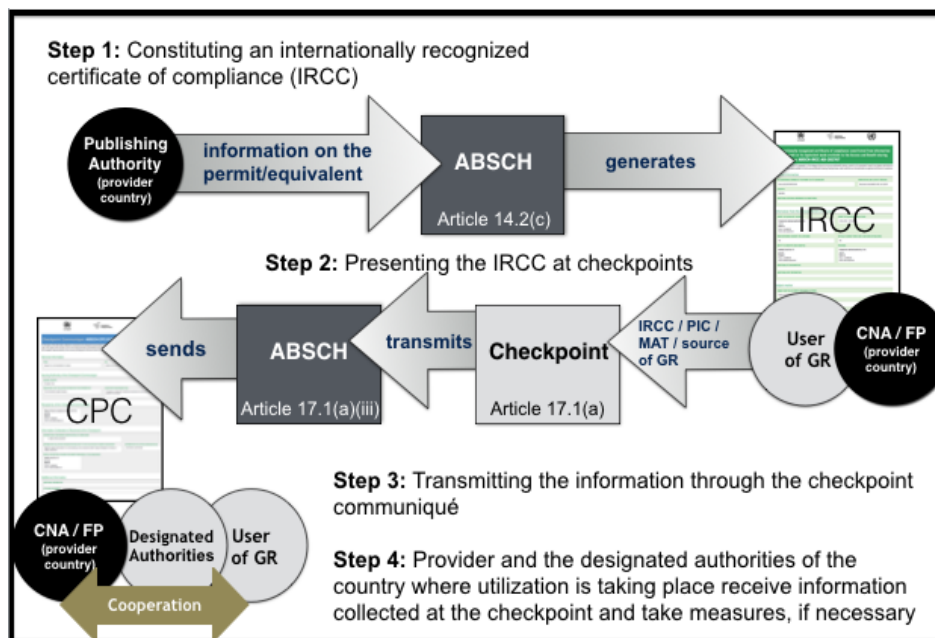 Step 1: Constituting an internationally recognized
certificate of compliance (IRCC)
Publishing
Authority
(provider
country)
information on the
permit/equivalent
ABSCH
Article 14.2(c)
generates
IRCC
Step 2: Presenting the IRCC at checkpoints
CPC
sends
ABSCH
Article 17.1(a)(iii)
transmits
Checkpoint
Article 17.1(a)
IRCC / PIC /
MAT / source
of GR
User
of GR
CNA / FP
(provider
country)
Step 3: Transmitting the information through the checkpoint
communiqué
CNA / FP
(provider
country)
Designated
Authorities
User
of GR
Cooperation
Step 4: Provider and the designated authorities of the
country where utilization is taking place receive information
collected at the checkpoint and take measures, if necessary